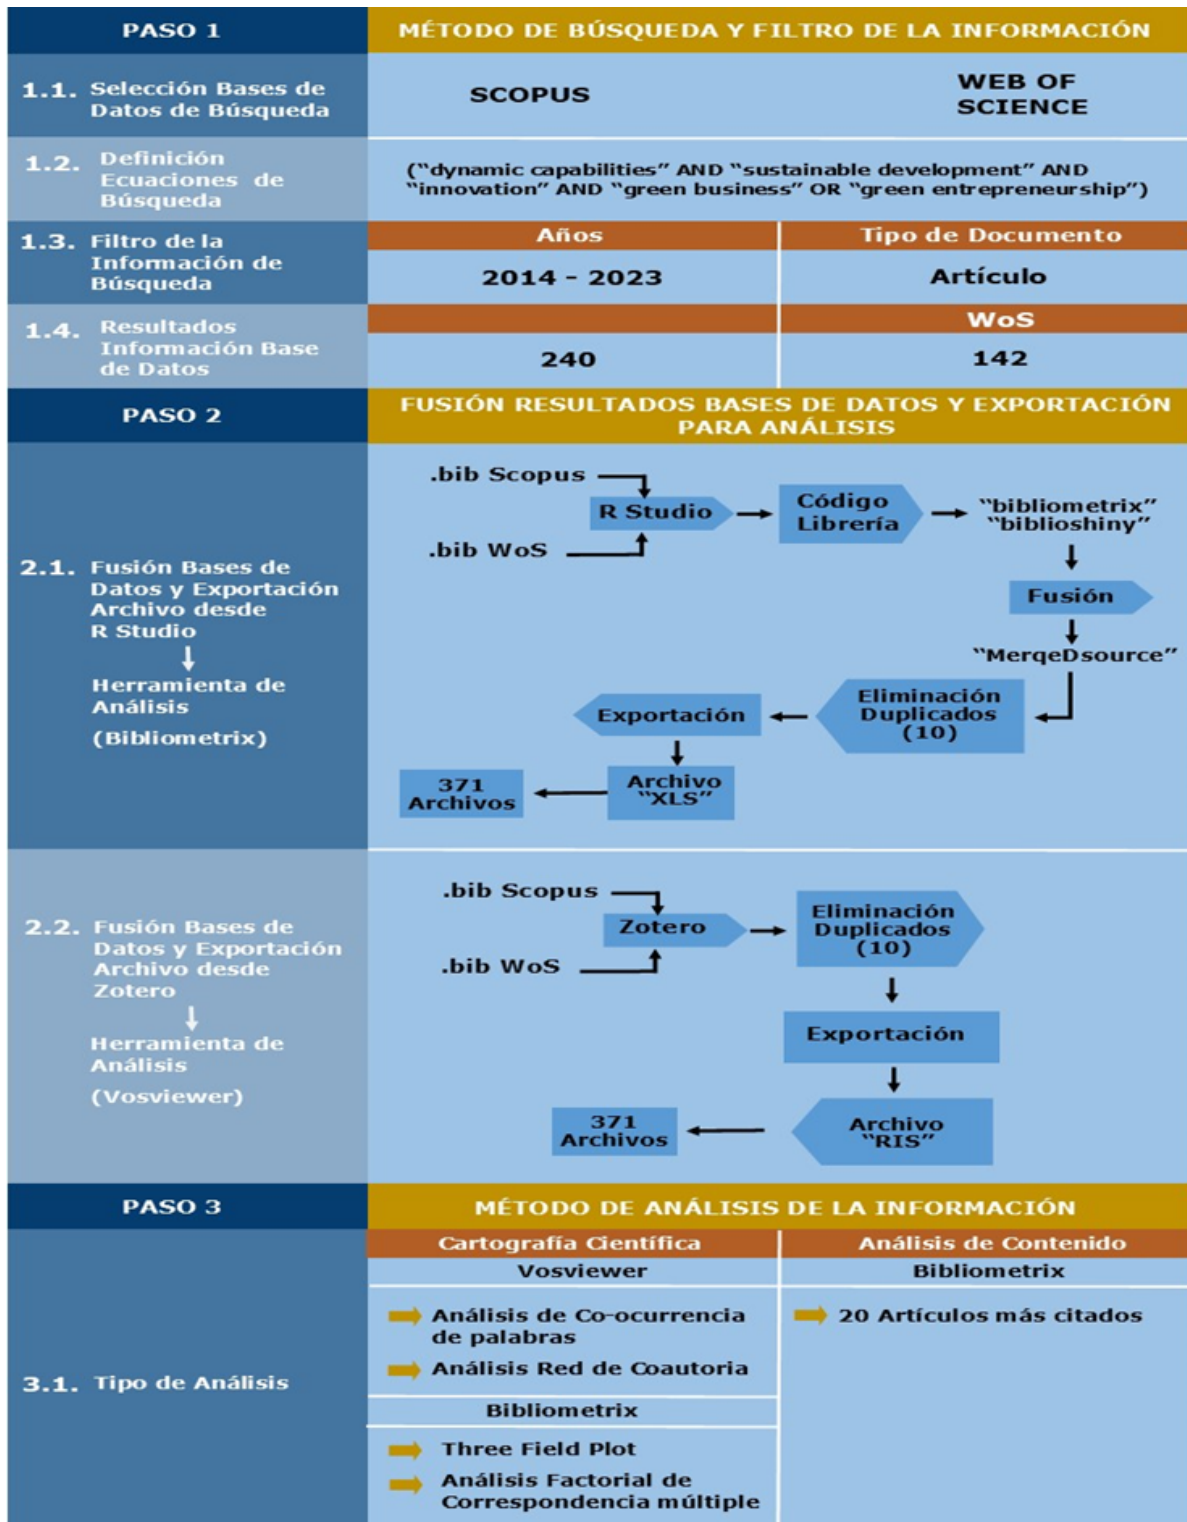 PASO 1
MÉTODO DE BÚSQUEDA Y FILTRO DE LA INFORMACIÓN
1.1. Selección Bases de
Datos de Búsqueda
SCOPUS
WEB OF
SCIENCE
1.2. Definición
Ecuaciones de
Búsqueda
(“dynamic capabilities” AND “sustainable development” AND
“innovation” AND “green business” OR “green entrepreneurship”)
1.3. Filtro de la
Información de
Búsqueda
Años
Tipo de Documento
2014 - 2023
Artículo
1.4. Resultados
Información Base
de Datos
WoS
240
142
PASO 2
FUSIÓN RESULTADOS BASES DE DATOS Y EXPORTACIÓN
PARA ANÁLISIS
2.1. Fusión Bases de
Datos y Exportación
Archivo desde
R Studio
Herramienta de
Análisis
(Bibliometrix)
.bib Scopus
.bib WoS
R Studio
Código
Librería
“bibliometrix”
“biblioshiny”
Fusión
“MerqeDsource”
Eliminación
Duplicados
(10)
Exportación
Archivo
“XLS”
371
Archivos
2.2. Fusión Bases de
Datos y Exportación
Archivo desde
Zotero
Herramienta de
Análisis
(Vosviewer)
.bib Scopus
.bib WoS
Zotero
Eliminación
Duplicados
(10)
Exportación
Archivo
“RIS”
371
Archivos
PASO 3
MÉTODO DE ANÁLISIS DE LA INFORMACIÓN
3.1. Tipo de Análisis
Cartografía Científica
Vosviewer
Análisis de Co-ocurrencia
de palabras
Análisis Red de Coautoria
Bibliometrix
Three Field Plot
Análisis Factorial de
Correspondencia múltiple
Análisis de Contenido
Bibliometrix
20 Artículos más citados